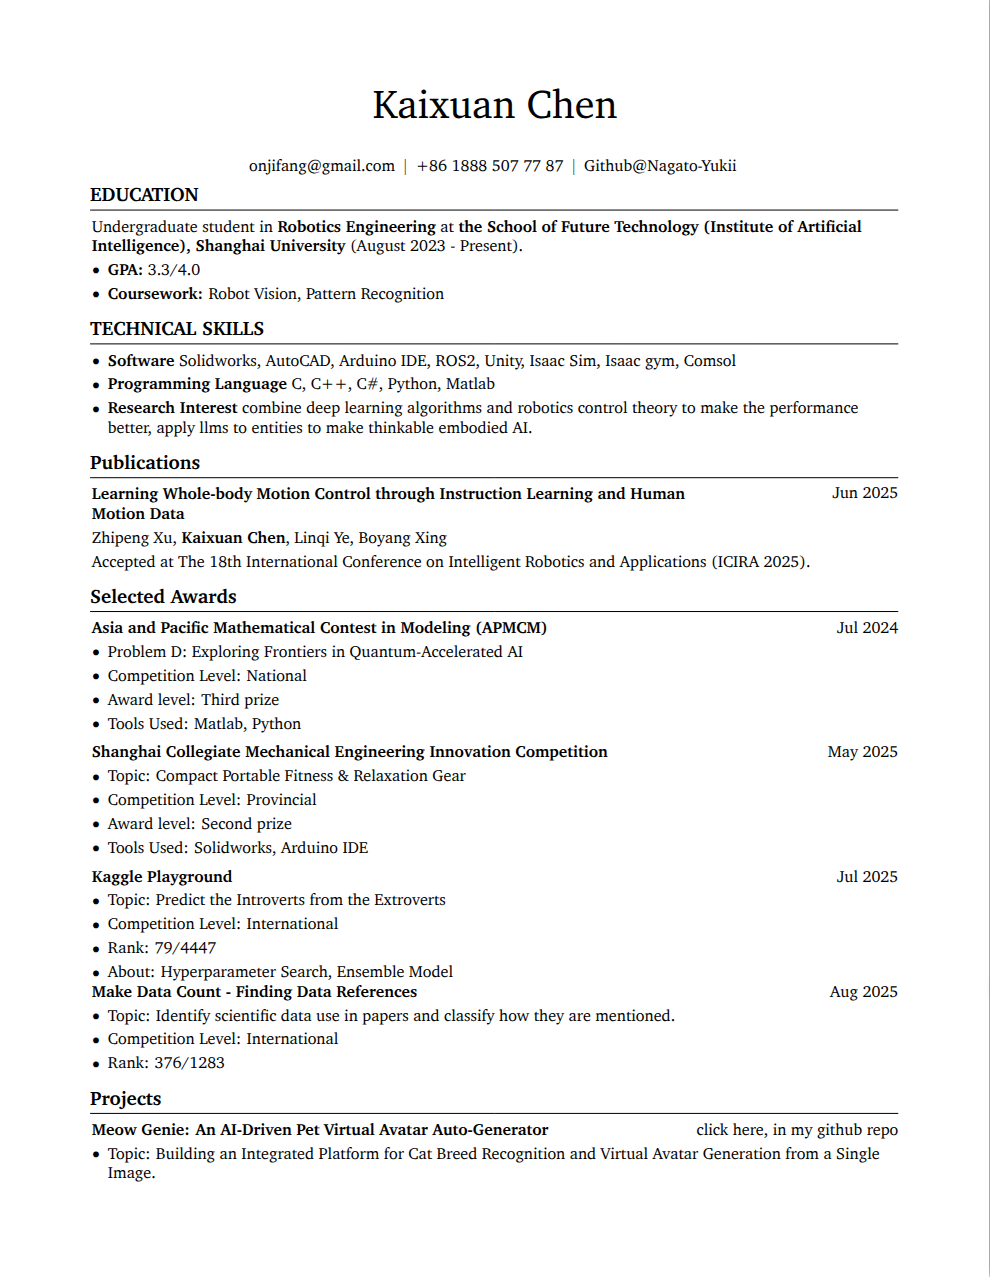 Kaixuan Chen
onjifang@gmail.com | +86 1888 507 77 87 | Github@Nagato-Yukii
EDUCATION
Undergraduate student in Robotics Engineering at the School of Future Technology (Institute of Artificial
Intelligence), Shanghai University (August 2023 - Present).
• GPA: 3.3/4.0
• Coursework: Robot Vision, Pattern Recognition
TECHNICAL SKILLS
• Software Solidworks, AutoCAD, Arduino IDE, ROS2, Unity, Isaac Sim, Isaac gym, Comsol
• Programming Language C, C++, C#, Python, Matlab
• Research Interest combine deep learning algorithms and robotics control theory to make the performance
better, apply llms to entities to make thinkable embodied AI.
Publications
Learning Whole-body Motion Control through Instruction Learning and Human Jun 2025
Motion Data
Zhipeng Xu, Kaixuan Chen, Linqi Ye, Boyang Xing
Accepted at The 18th International Conference on Intelligent Robotics and Applications (ICIRA 2025).
Selected Awards
Asia and Pacific Mathematical Contest in Modeling (APMCM) Jul 2024
• Problem D: Exploring Frontiers in Quantum-Accelerated AI
• Competition Level: National
• Award level: Third prize
• Tools Used: Matlab, Python
Shanghai Collegiate Mechanical Engineering Innovation Competition May 2025
• Topic: Compact Portable Fitness & Relaxation Gear
• Competition Level: Provincial
• Award level: Second prize
• Tools Used: Solidworks, Arduino IDE
Kaggle Playground Jul 2025
• Topic: Predict the Introverts from the Extroverts
• Competition Level: International
• Rank: 79/4447
• About: Hyperparameter Search, Ensemble Model
Make Data Count - Finding Data References Aug 2025
• Topic: Identify scientific data use in papers and classify how they are mentioned.
• Competition Level: International
• Rank: 376/1283
Projects
Meow Genie: An AI-Driven Pet Virtual Avatar Auto-Generator click here, in my github repo
• Topic: Building an Integrated Platform for Cat Breed Recognition and Virtual Avatar Generation from a Single
Image.